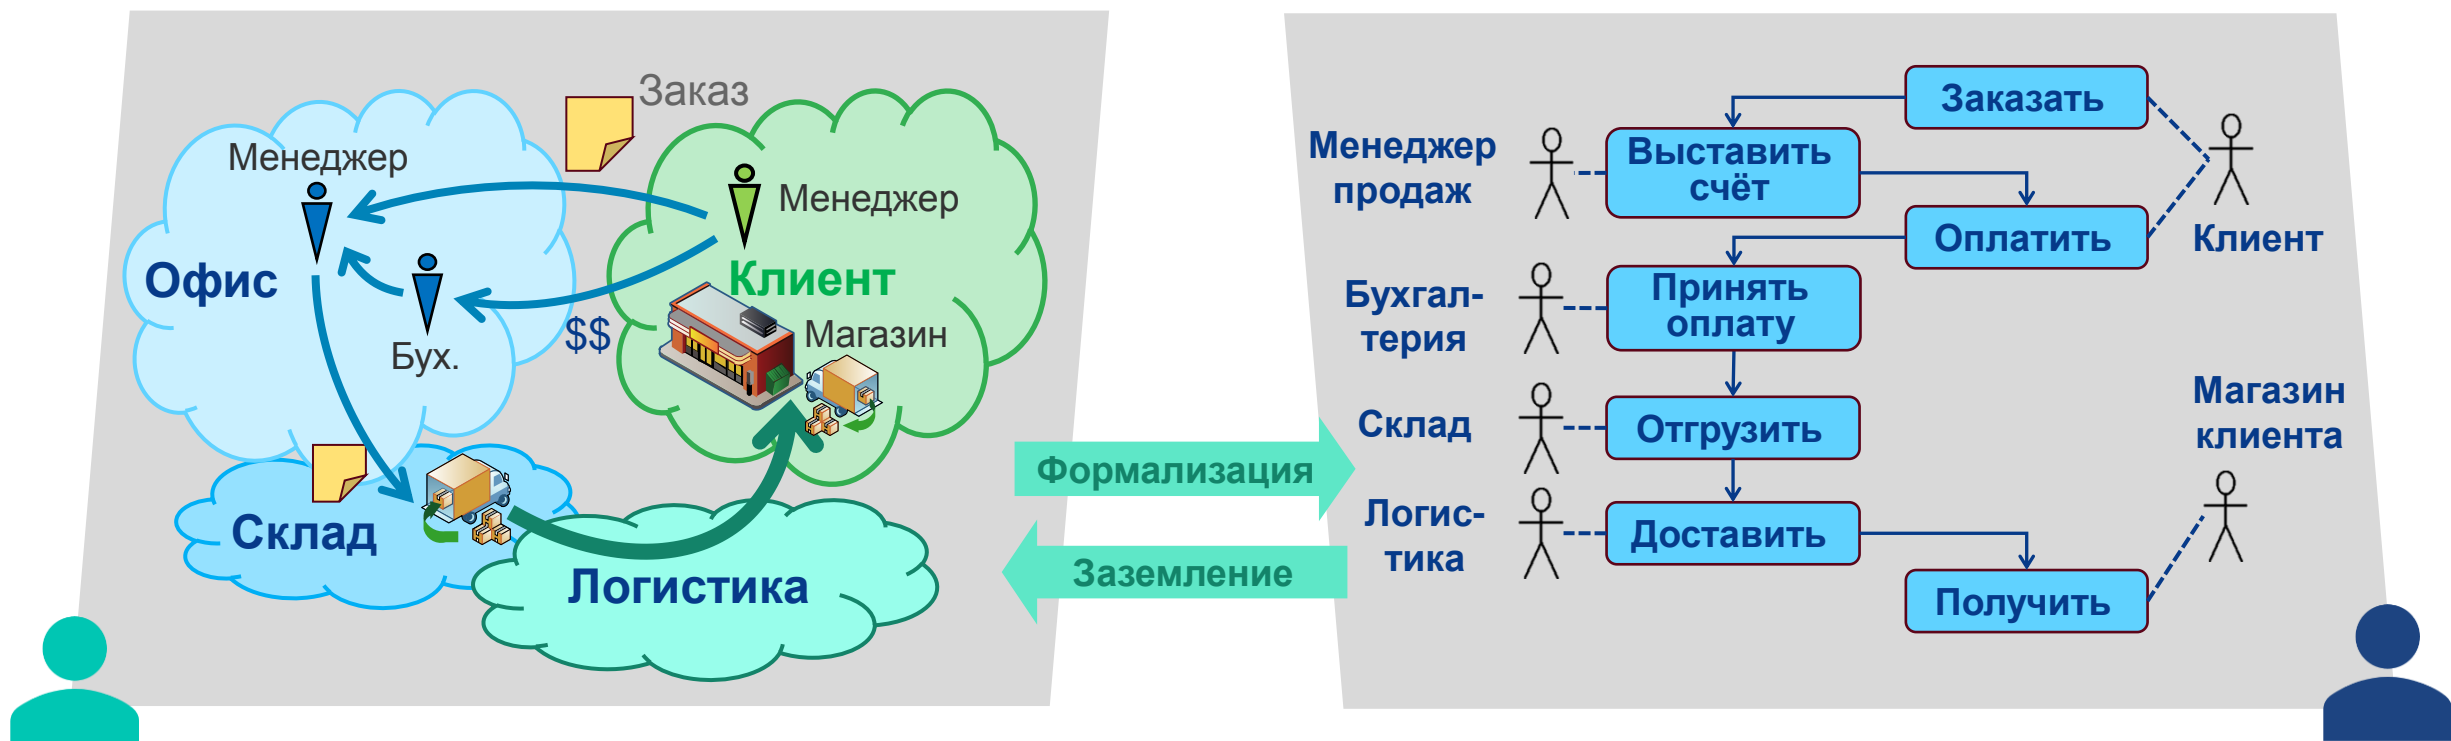 Заказ
Менеджер
Менеджер
Офис
Клиент
$$
Магазин
Бух.
Склад
Логистика
Формализация
Заземление
Заказать
Менеджер
продаж
Выставить
счёт
Оплатить
Клиент
Бухгал-
терия
Принять
оплату
Склад
Отгрузить
Магазин
клиента
Логис-
тика
Доставить
Получить